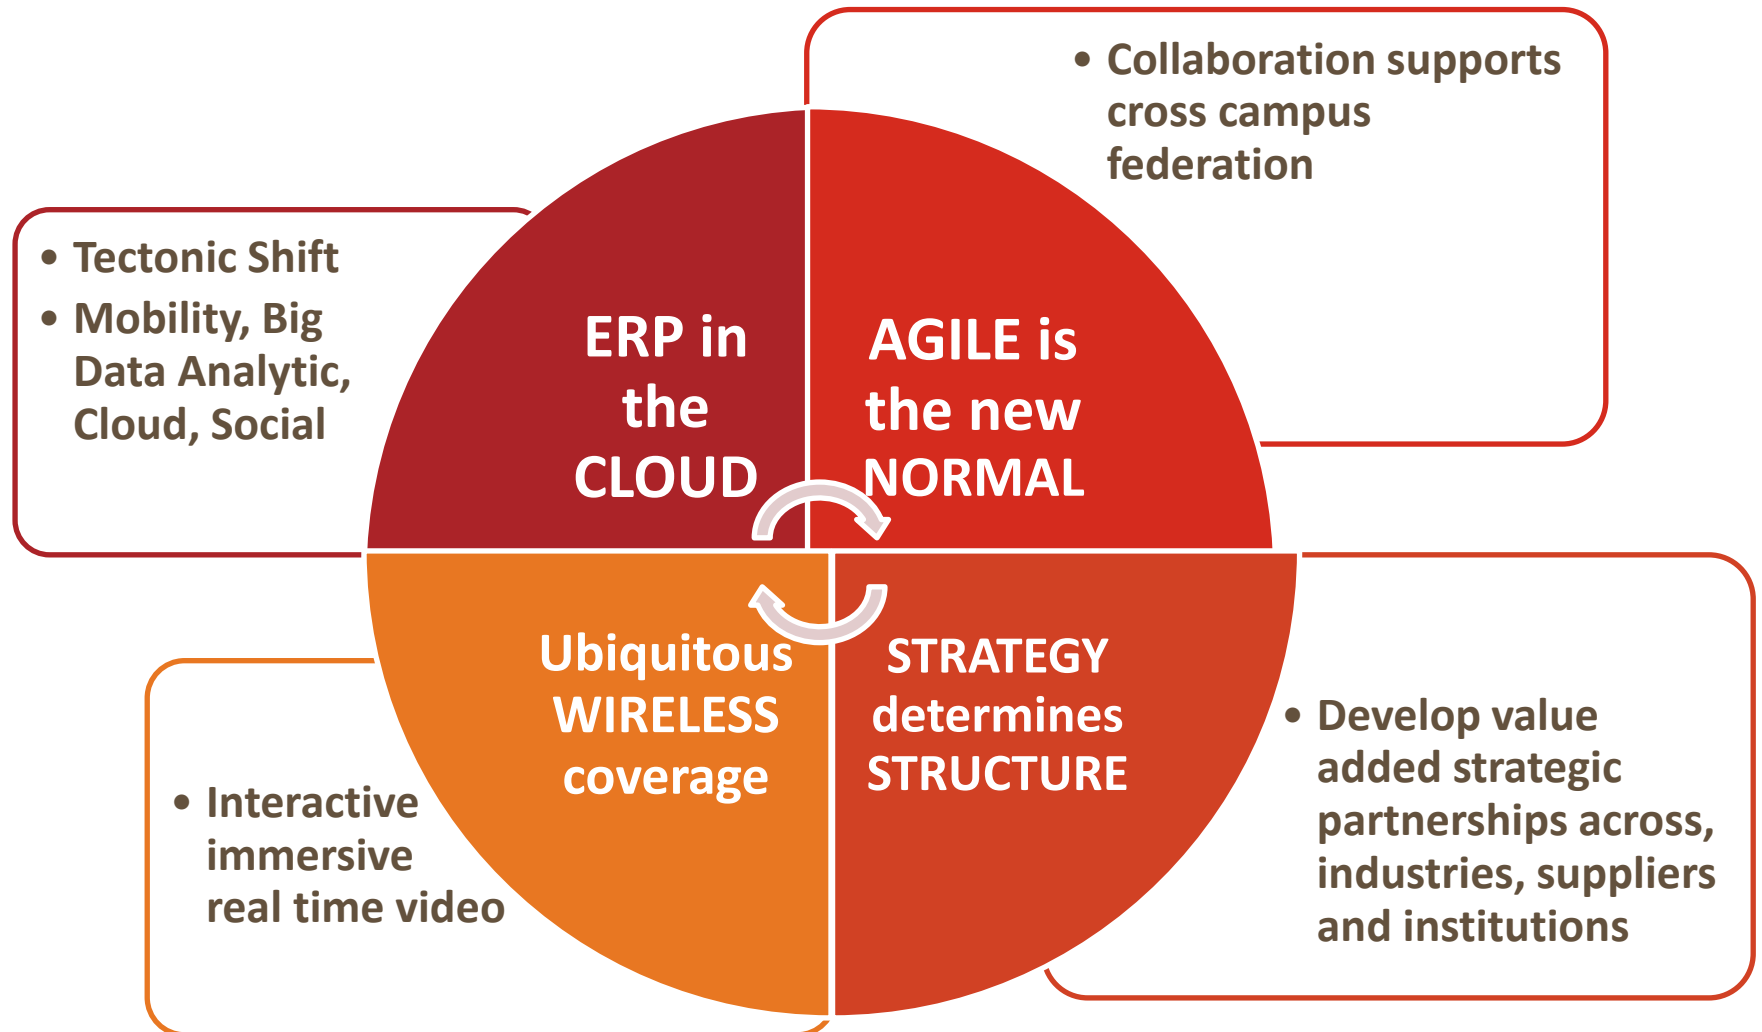 • Collaboration supports
cross campus
federation
• Tectonic Shift
• Mobility, Big
Data Analytic,
Cloud, Social
ERP in
the
CLOUD
AGILE is
the new
NORMAL
Ubiquitous
WIRELESS
coverage
STRATEGY
determines
STRUCTURE
• Interactive
immersive
real time video
• Develop value
added strategic
partnerships across,
industries, suppliers
and institutions